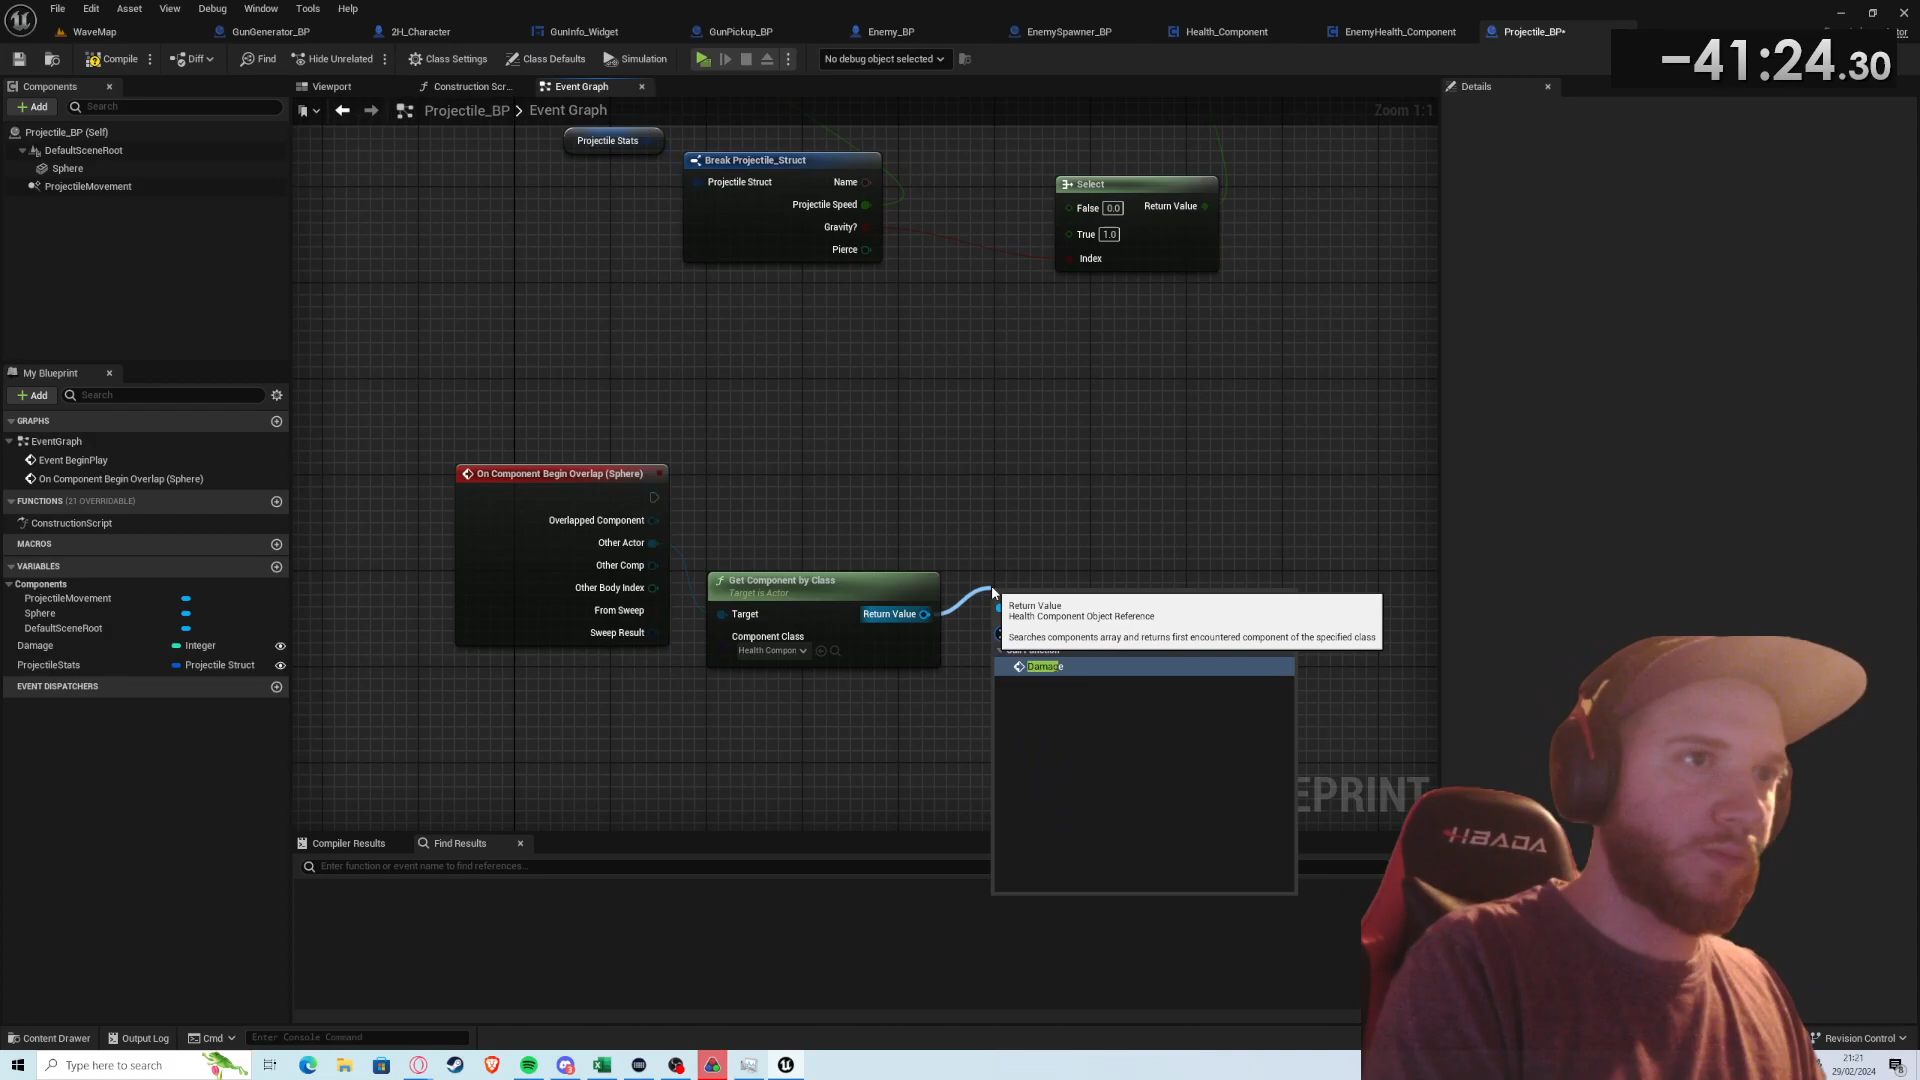 File Edit Asset View Debug Window Tools Help
WaveMap GunGenerator_BP 2H_Character GunInfo_Widget GunPickup_BP Enemy_BP EnemySpawner_BP Health_Component EnemyHealth_Component Projectile_BP*
-41:24.30
Compile Diff Find Hide Unrelated Class Settings Class Defaults Simulation No debug object selected
Components Viewport Construction Scr... Event Graph Details
Add Search
Projectile_BP > Event Graph Zoom 1:1
Projectile_BP (Self)
DefaultSceneRoot
Sphere
ProjectileMovement
Projectile Stats
Break Projectile_Struct
Projectile Struct Name
Projectile Speed
Gravity?
Pierce
Select
False 0.0 Return Value
True 1.0
Index
My Blueprint
Add Search
GRAPHS
EventGraph
Event BeginPlay
On Component Begin Overlap (Sphere)
FUNCTIONS (21 OVERRIDABLE)
ConstructionScript
MACROS
VARIABLES
Components
ProjectileMovement
Sphere
DefaultSceneRoot
Damage Integer
ProjectileStats Projectile Struct
EVENT DISPATCHERS
On Component Begin Overlap (Sphere)
Overlapped Component
Other Actor
Other Comp
Other Body Index
From Sweep
Sweep Result
Get Component by Class
Target is Actor
Target Return Value
Component Class
Health Compon
Return Value
Health Component Object Reference
Searches components array and returns first encountered component of the specified class
Call Function
Damage
EPRINT
HBADA
Compiler Results Find Results
Enter function or event name to find references...
Content Drawer Output Log Cmd Enter Console Command Revision Control
Type here to search
21:21
29/02/2024